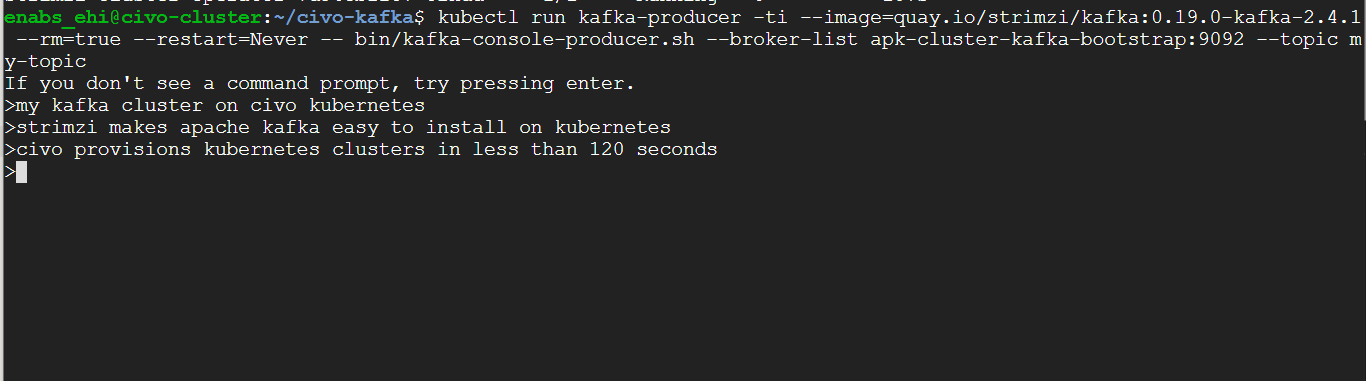 enabs_ehi@civo-cluster:~/civo-kafka$ kubectl run kafka-producer -ti --image=quay.io/strimzi/kafka:0.19.0-kafka-2.4.1
--rm=true --restart=Never -- bin/kafka-console-producer.sh --broker-list apk-cluster-kafka-bootstrap:9092 --topic m
y-topic
If you don't see a command prompt, try pressing enter.
>my kafka cluster on civo kubernetes
>strimzi makes apache kafka easy to install on kubernetes
>civo provisions kubernetes clusters in less than 120 seconds
>